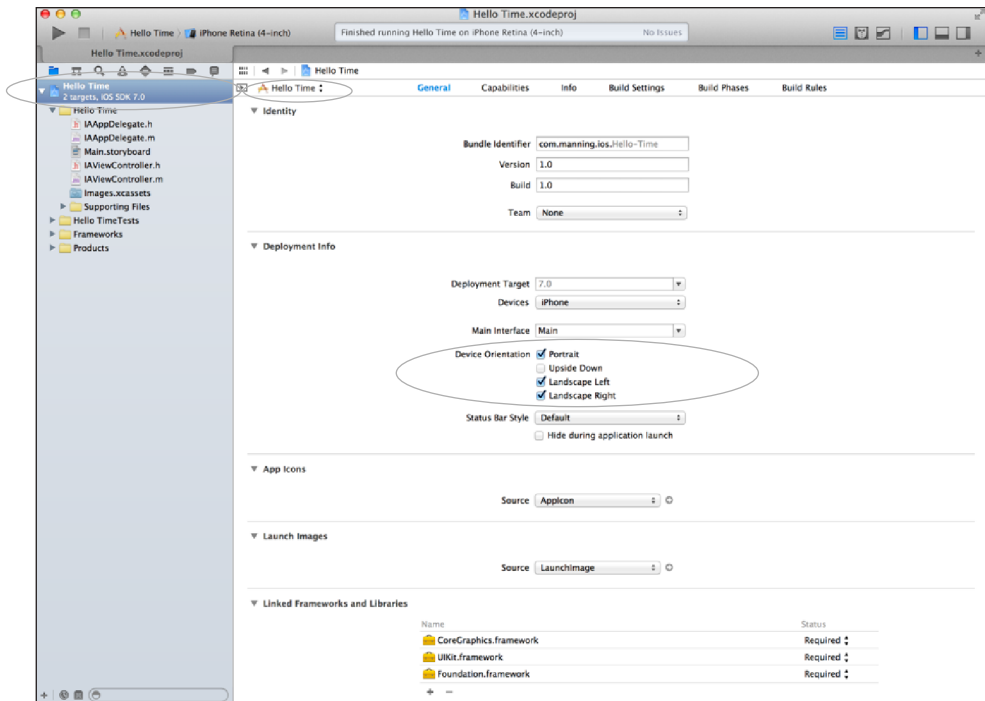 Hello Time.xcodeproj
Hello Time
iPhone Retina (4-inch)
Finished running Hello Time on iPhone Retina (4-inch)
No Issues
Hello Time.xcodeproj
Hello Time
Hello Time
2 targets, iOS SDK 7.0
Hello Time
IAAppDelegate.h
IAAppDelegate.m
Main.storyboard
IAViewController.h
IAViewController.m
Images.xcassets
Supporting Files
Hello TimeTests
Frameworks
Products
Hello Time
General Capabilities Info Build Settings Build Phases Build Rules
Identity
Bundle Identifier com.manning.ios.Hello-Time
Version 1.0
Build 1.0
Team None
Deployment Info
Deployment Target 7.0
Devices iPhone
Main Interface Main
Device Orientation Portrait
Upside Down
Landscape Left
Landscape Right
Status Bar Style Default
Hide during application launch
App Icons
Source AppIcon
Launch Images
Source LaunchImage
Linked Frameworks and Libraries
Name Status
CoreGraphics.framework Required
UIKit.framework Required
Foundation.framework Required